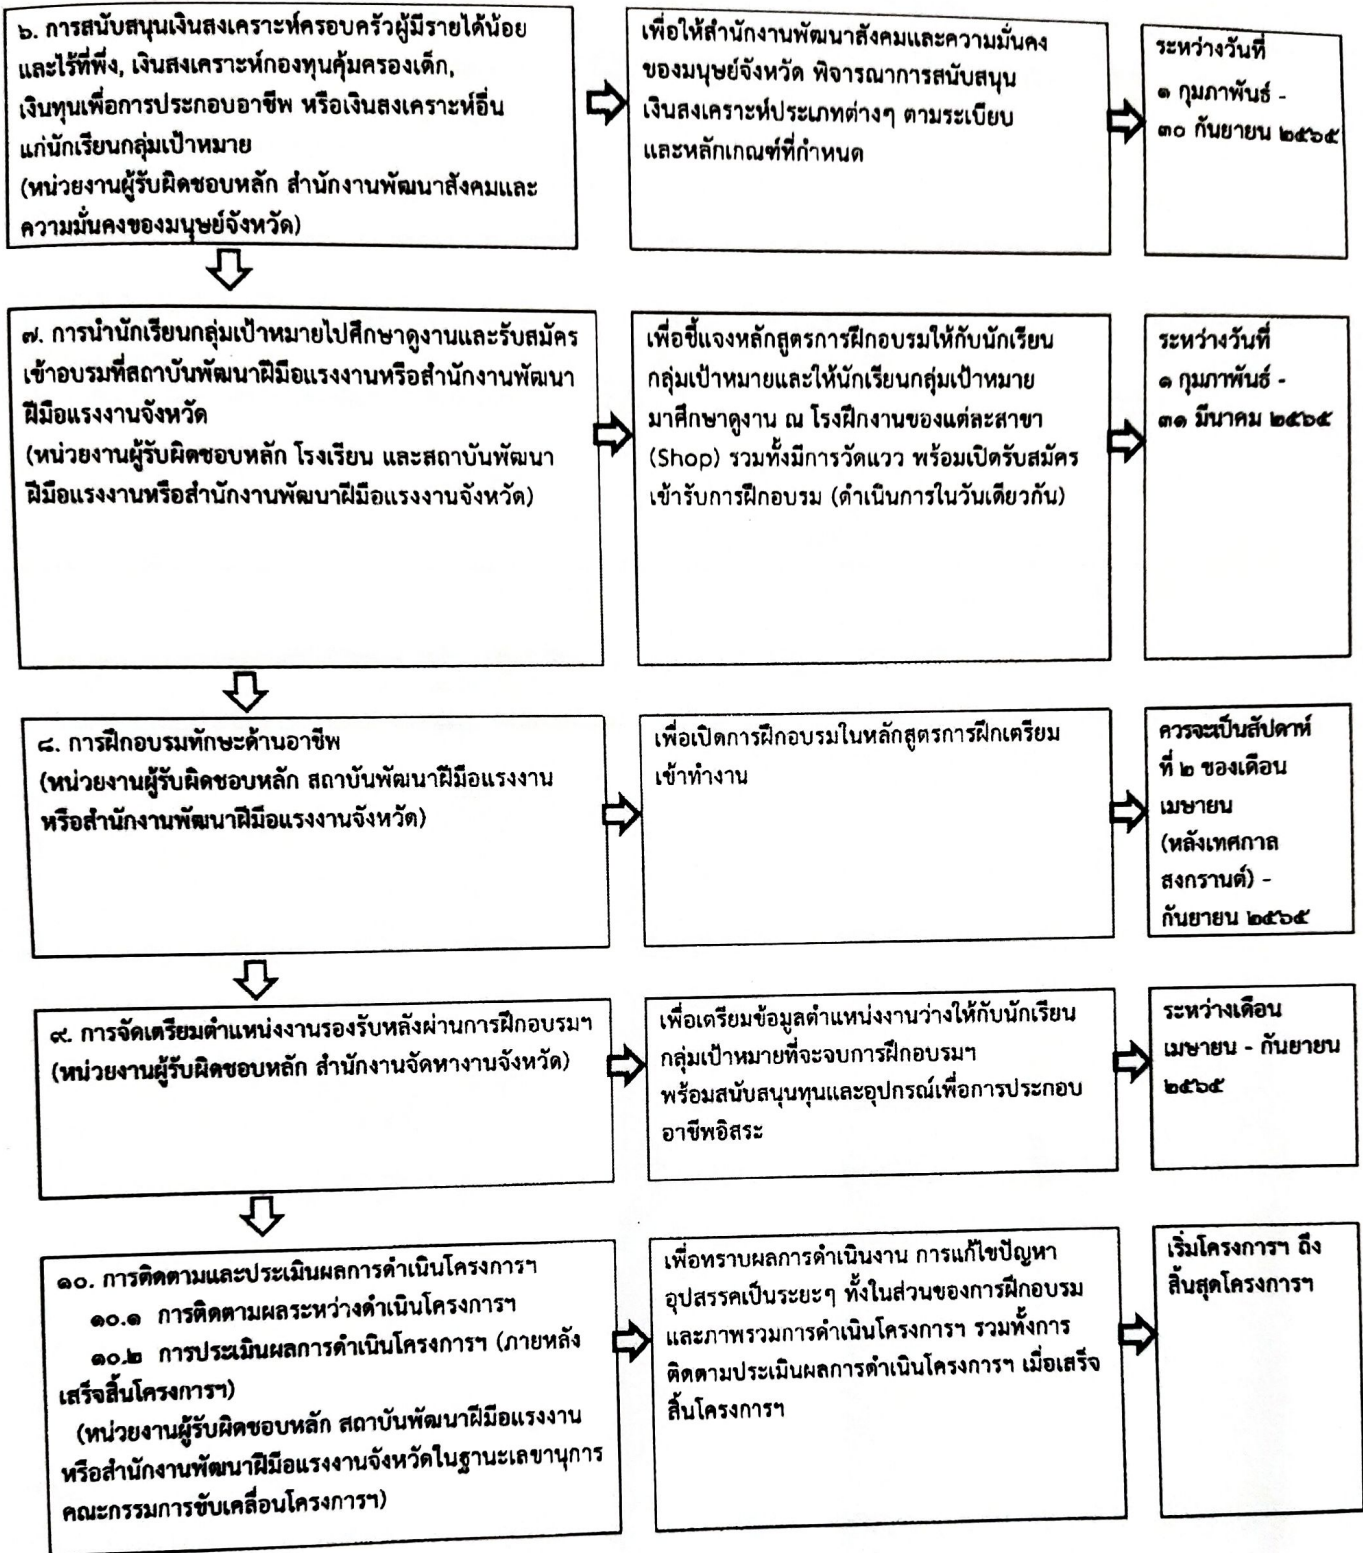 ๖. การสนับสนุนเงินสงเคราะห์ครอบครัวผู้มีรายได้น้อย
และไร้ที่พึ่ง, เงินสงเคราะห์กองทุนคุ้มครองเด็ก,
เงินทุนเพื่อการประกอบอาชีพ หรือเงินสงเคราะห์อื่น
แก่นักเรียนกลุ่มเป้าหมาย
(หน่วยงานผู้รับผิดชอบหลัก สำนักงานพัฒนาสังคมและ
ความมั่นคงของมนุษย์จังหวัด)
เพื่อให้สำนักงานพัฒนาสังคมและความมั่นคง
ของมนุษย์จังหวัด พิจารณาการสนับสนุน
เงินสงเคราะห์ประเภทต่างๆ ตามระเบียบ
และหลักเกณฑ์ที่กำหนด
ระหว่างวันที่
๑ กุมภาพันธ์ -
๓๐ กันยายน ๒๕๖๕
๗. การนำนักเรียนกลุ่มเป้าหมายไปศึกษาดูงานและรับสมัคร
เข้าอบรมที่สถาบันพัฒนาฝีมือแรงงานหรือสำนักงานพัฒนา
ฝีมือแรงงานจังหวัด
(หน่วยงานผู้รับผิดชอบหลัก โรงเรียน และสถาบันพัฒนา
ฝีมือแรงงานหรือสำนักงานพัฒนาฝีมือแรงงานจังหวัด)
เพื่อชี้แจงหลักสูตรการฝึกอบรมให้กับนักเรียน
กลุ่มเป้าหมายและให้นักเรียนกลุ่มเป้าหมาย
มาศึกษาดูงาน ณ โรงฝึกงานของแต่ละสาขา
(Shop) รวมทั้งมีการวัดแวว พร้อมเปิดรับสมัคร
เข้ารับการฝึกอบรม (ดำเนินการในวันเดียวกัน)
ระหว่างวันที่
๑ กุมภาพันธ์ -
๓๑ มีนาคม ๒๕๖๕
๘. การฝึกอบรมทักษะด้านอาชีพ
(หน่วยงานผู้รับผิดชอบหลัก สถาบันพัฒนาฝีมือแรงงาน
หรือสำนักงานพัฒนาฝีมือแรงงานจังหวัด)
เพื่อเปิดการฝึกอบรมในหลักสูตรการฝึกเตรียม
เข้าทำงาน
ควรจะเป็นสัปดาห์
ที่ ๒ ของเดือน
เมษายน
(หลังเทศกาล
สงกรานต์) -
กันยายน ๒๕๖๕
๙. การจัดเตรียมตำแหน่งงานรองรับหลังผ่านการฝึกอบรมฯ
(หน่วยงานผู้รับผิดชอบหลัก สำนักงานจัดหางานจังหวัด)
เพื่อเตรียมข้อมูลตำแหน่งงานว่างให้กับนักเรียน
กลุ่มเป้าหมายที่จะจบการฝึกอบรมฯ
พร้อมสนับสนุนทุนและอุปกรณ์เพื่อการประกอบ
อาชีพอิสระ
ระหว่างเดือน
เมษายน - กันยายน
๒๕๖๕
๑๐. การติดตามและประเมินผลการดำเนินโครงการฯ
๑๐.๑ การติดตามผลระหว่างดำเนินโครงการฯ
๑๐.๒ การประเมินผลการดำเนินโครงการฯ (ภายหลัง
เสร็จสิ้นโครงการฯ)
(หน่วยงานผู้รับผิดชอบหลัก สถาบันพัฒนาฝีมือแรงงาน
หรือสำนักงานพัฒนาฝีมือแรงงานจังหวัดในฐานะเลขานุการ
คณะกรรมการขับเคลื่อนโครงการฯ)
เพื่อทราบผลการดำเนินงาน การแก้ไขปัญหา
อุปสรรคเป็นระยะๆ ทั้งในส่วนของการฝึกอบรม
และภาพรวมการดำเนินโครงการฯ รวมทั้งการ
ติดตามประเมินผลการดำเนินโครงการฯ เมื่อเสร็จ
สิ้นโครงการฯ
เริ่มโครงการฯ ถึง
สิ้นสุดโครงการฯ